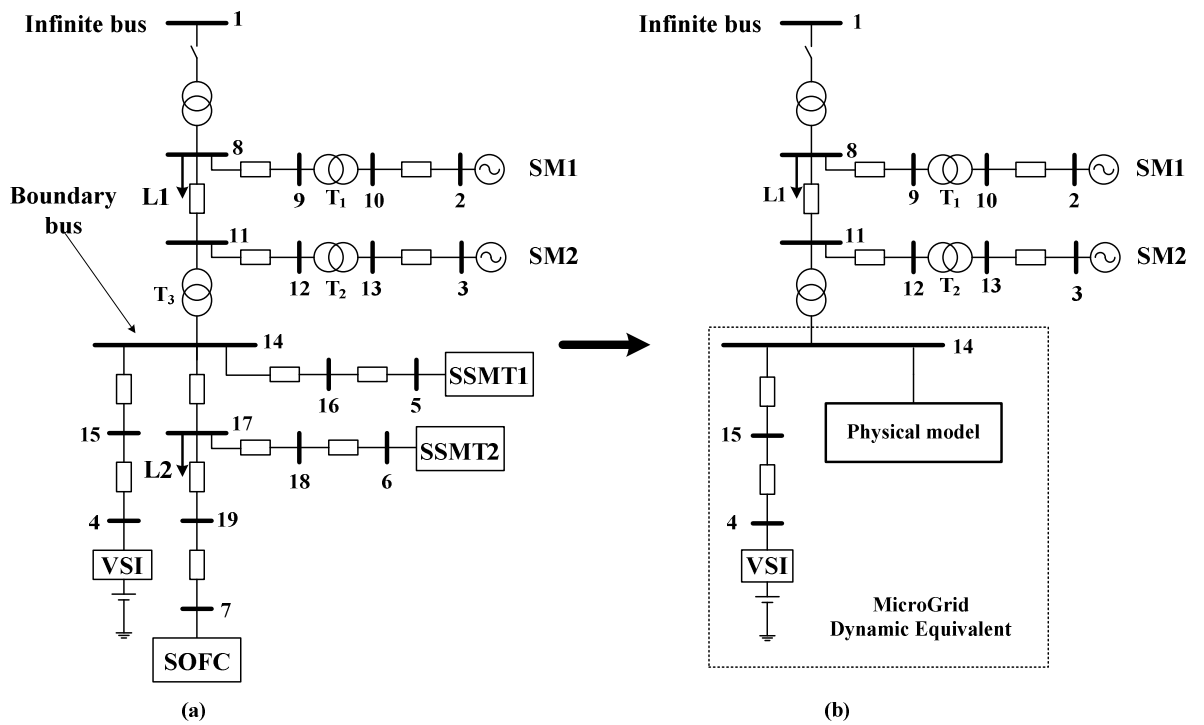 Infinite bus
1
8
SM1
L1
9
T1
10
2
Boundary
bus
11
SM2
12
T2
13
3
T3
14
SSMT1
16
5
15
17
SSMT2
L2
18
6
4
19
VSI
7
SOFC
(a)
Infinite bus
1
8
SM1
L1
9
T1
10
2
11
SM2
12
T2
13
3
14
Physical model
15
4
VSI
MicroGrid
Dynamic Equivalent
(b)